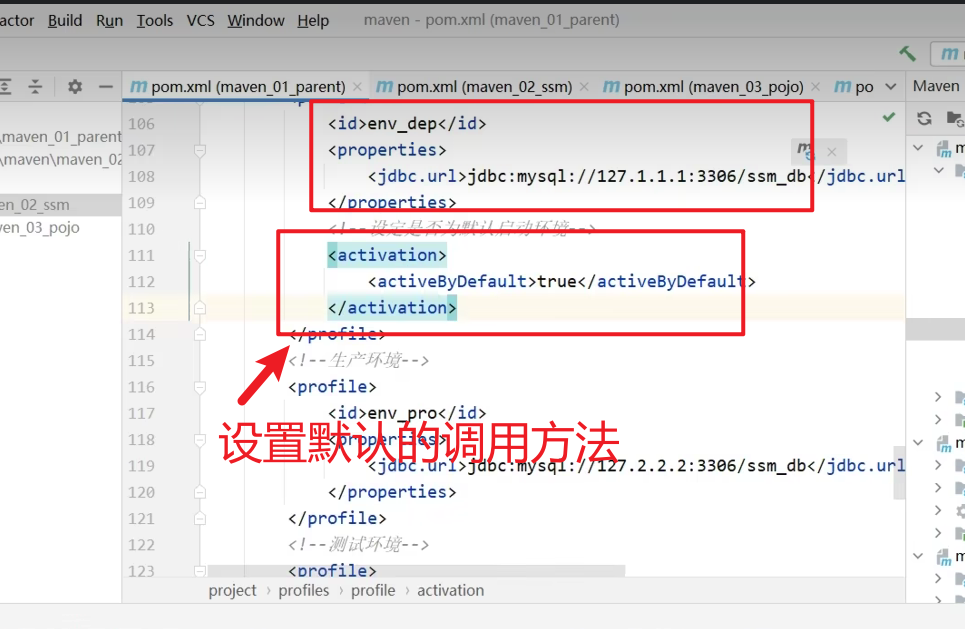 actor Build Run Tools VCS Window Help maven - pom.xml (maven_01_parent)
pom.xml (maven_01_parent) pom.xml (maven_02_ssm) pom.xml (maven_03_pojo) po Maven
\maven_01_parent
\maven\maven_02
en_02_ssm
ven_03_pojo
106 <id>env_dep</id>
107 <properties>
108 <jdbc.url>jdbc:mysql://127.1.1.1:3306/ssm_db</jdbc.url
109 </properties>
110 <!--设定是否为默认启动环境-->
111 <activation>
112 <activeByDefault>true</activeByDefault>
113 </activation>
114 </profile>
115 <!--生产环境-->
116 <profile>
117 <id>env_pro</id>
设置默认的调用方法
118 <properties>
119 <jdbc.url>jdbc:mysql://127.2.2.2:3306/ssm_db</jdbc.url
120 </properties>
121 </profile>
122 <!--测试环境-->
123 <profile>
project › profiles › profile › activation